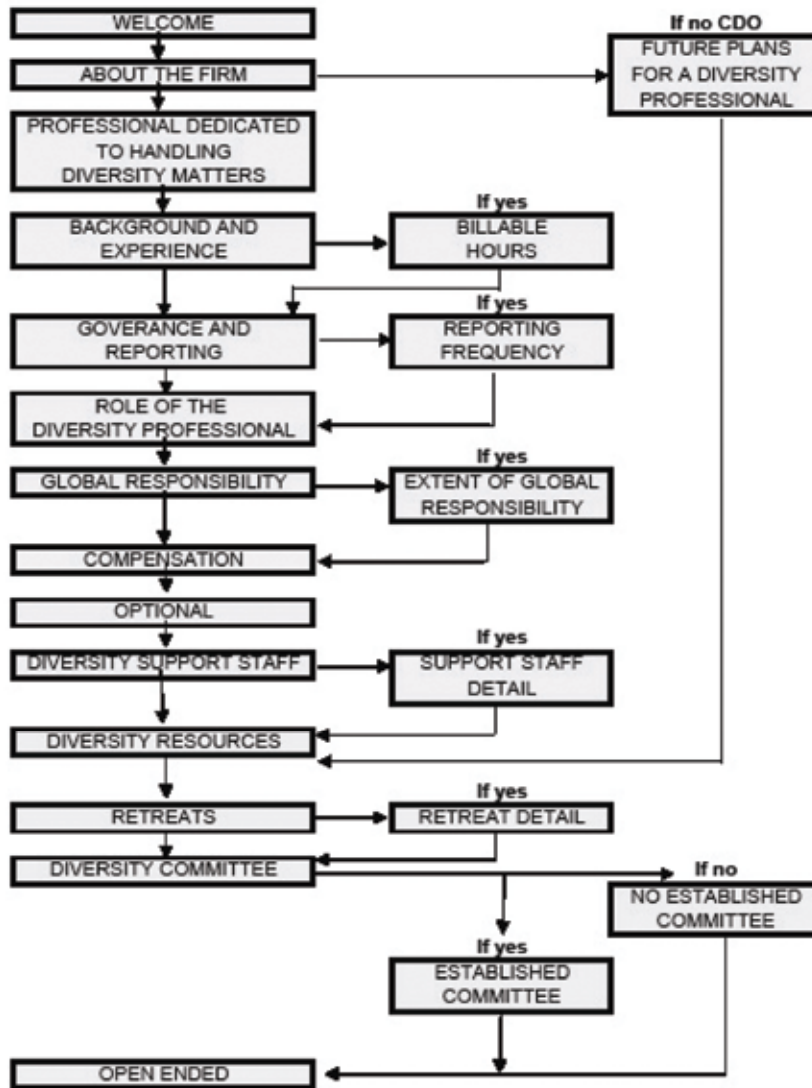 WELCOME
If no CDO
FUTURE PLANS
FOR A DIVERSITY
PROFESSIONAL
ABOUT THE FIRM
PROFESSIONAL DEDICATED
TO HANDLING
DIVERSITY MATTERS
BACKGROUND AND
EXPERIENCE
If yes
BILLABLE
HOURS
GOVERANCE AND
REPORTING
If yes
REPORTING
FREQUENCY
ROLE OF THE
DIVERSITY PROFESSIONAL
GLOBAL RESPONSIBILITY
If yes
EXTENT OF GLOBAL
RESPONSIBILITY
COMPENSATION
OPTIONAL
DIVERSITY SUPPORT STAFF
If yes
SUPPORT STAFF
DETAIL
DIVERSITY RESOURCES
RETREATS
If yes
RETREAT DETAIL
DIVERSITY COMMITTEE
If no
NO ESTABLISHED
COMMITTEE
If yes
ESTABLISHED
COMMITTEE
OPEN ENDED